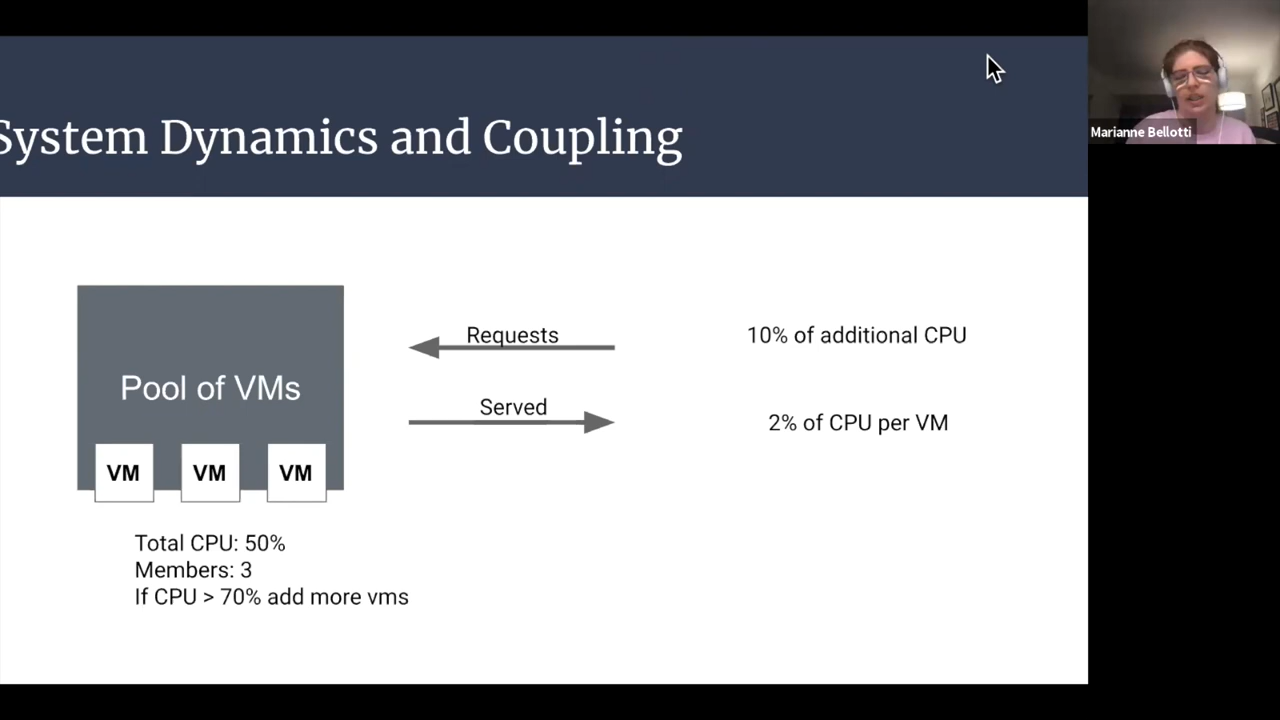 System Dynamics and Coupling
Marianne Bellotti
Requests
10% of additional CPU
Pool of VMs
Served
2% of CPU per VM
VM VM VM
Total CPU: 50%
Members: 3
If CPU > 70% add more vms